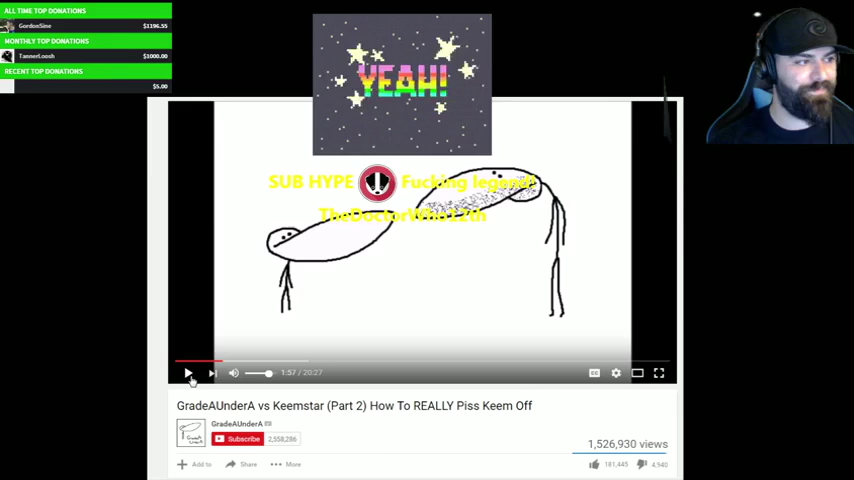 ALL TIME TOP DONATIONS
GordonSine $1196.55
MONTHLY TOP DONATIONS
TannerLoosh $1000.00
RECENT TOP DONATIONS
$5.00
YEAH!
SUB HYPE Fucking legend!
TheDoctorWho12th
1:57 / 20:27
CC
GradeAUnderA vs Keemstar (Part 2) How To REALLY Piss Keem Off
GradeAUnderA
Subscribe 2,558,286
1,526,930 views
Add to Share More
181,445 4,940